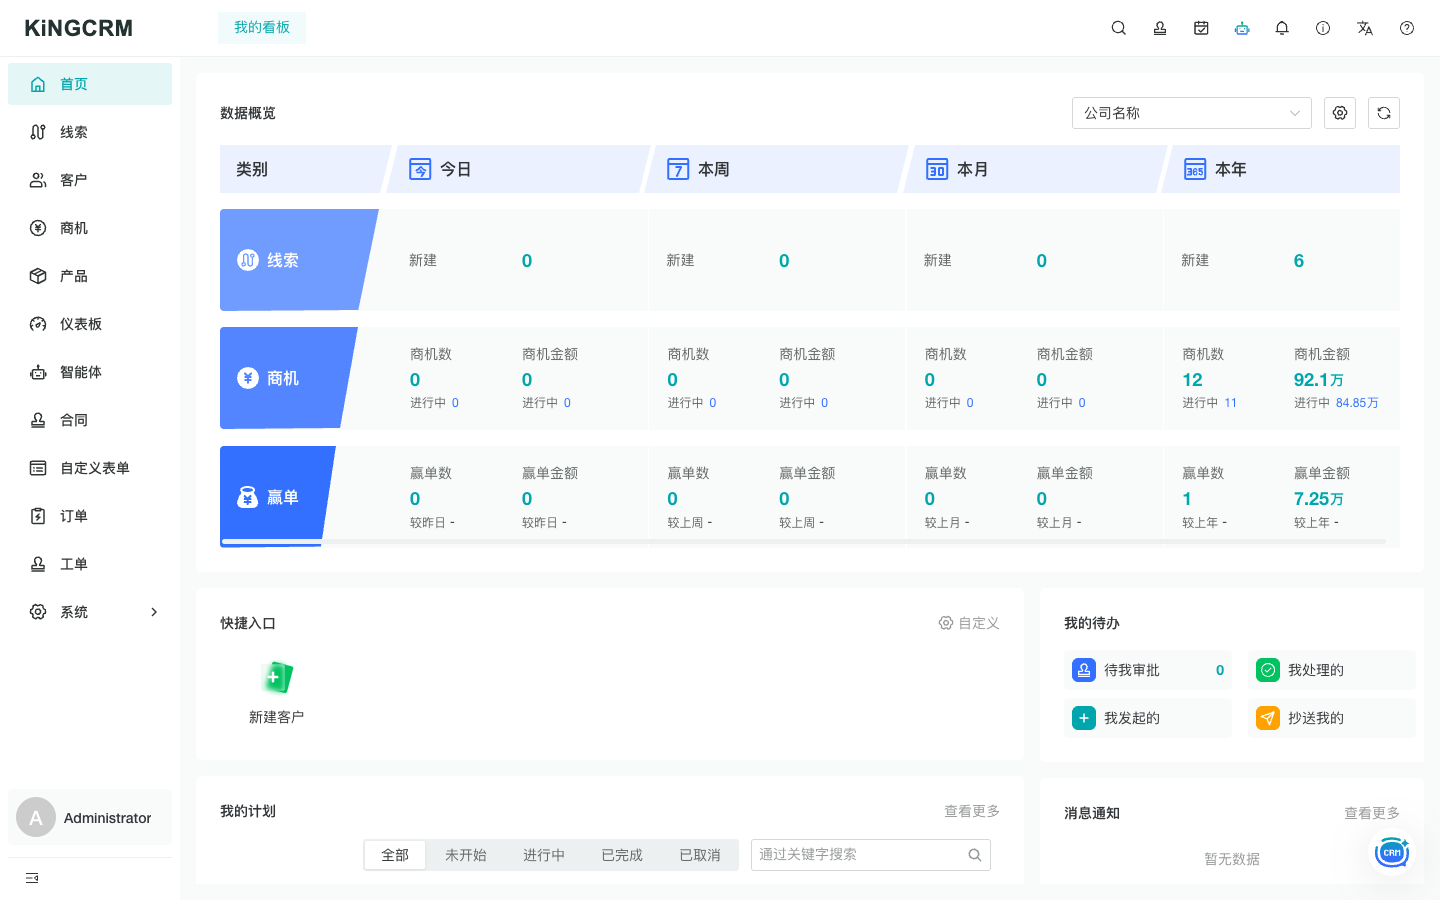 KiNGCRM
我的看板
首页
线索
客户
商机
产品
仪表板
智能体
合同
自定义表单
订单
工单
系统
A Administrator
数据概览
公司名称
类别 今 今日 7 本周 30 本月 365 本年
线索 新建 0 新建 0 新建 0 新建 6
商机数 商机金额 商机数 商机金额 商机数 商机金额 商机数 商机金额
商机 0 0 0 0 0 0 12 92.1万
进行中 0 进行中 0 进行中 0 进行中 0 进行中 0 进行中 0 进行中 11 进行中 84.85万
赢单数 赢单金额 赢单数 赢单金额 赢单数 赢单金额 赢单数 赢单金额
赢单 0 0 0 0 0 0 1 7.25万
较昨日 - 较昨日 - 较上周 - 较上周 - 较上月 - 较上月 - 较上年 - 较上年 -
快捷入口 自定义
新建客户
我的待办
待我审批 0 我处理的
我发起的 抄送我的
我的计划 查看更多
全部 未开始 进行中 已完成 已取消 通过关键字搜索
消息通知 查看更多
暂无数据
CRM